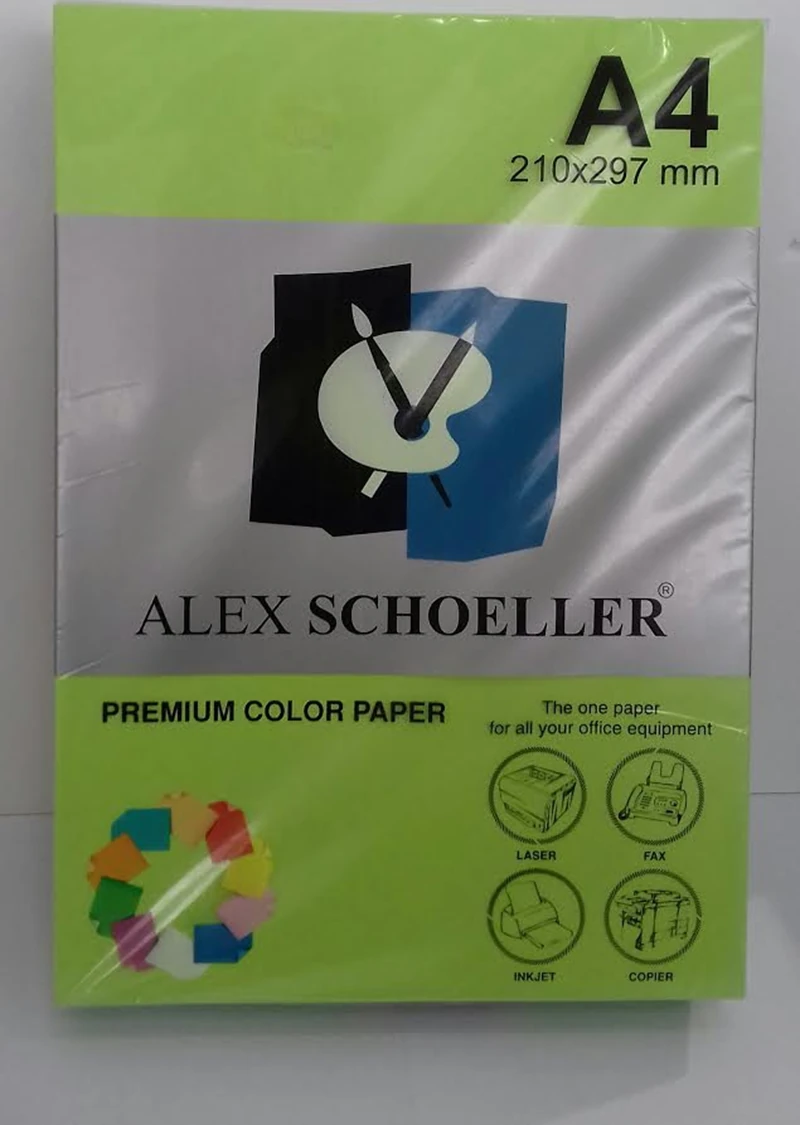 A4
210x297 mm
ALEX SCHOELLER®
PREMIUM COLOR PAPER
The one paper
for all your office equipment
LASER
FAX
INKJET
COPIER